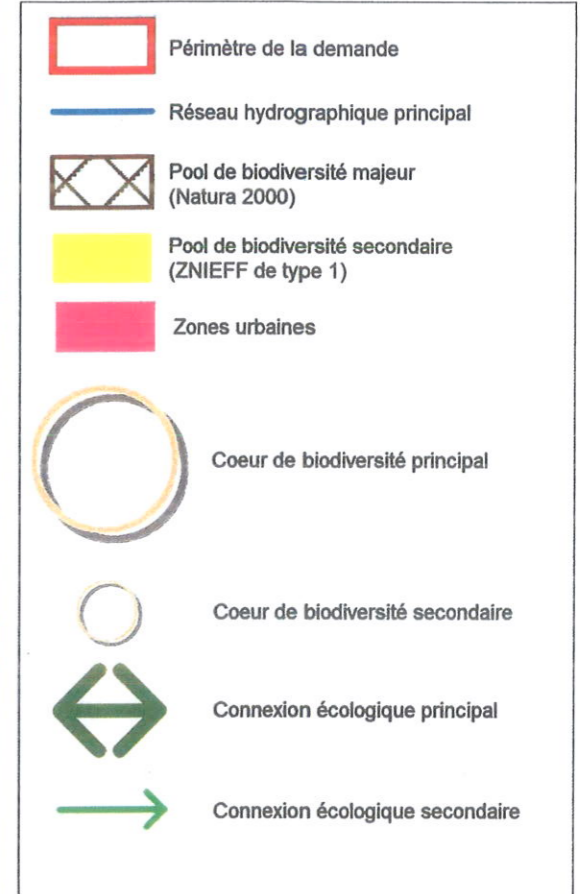 Périmètre de la demande
Réseau hydrographique principal
Pool de biodiversité majeur
(Natura 2000)
Pool de biodiversité secondaire
(ZNIEFF de type 1)
Zones urbaines
Coeur de biodiversité principal
Coeur de biodiversité secondaire
Connexion écologique principal
Connexion écologique secondaire